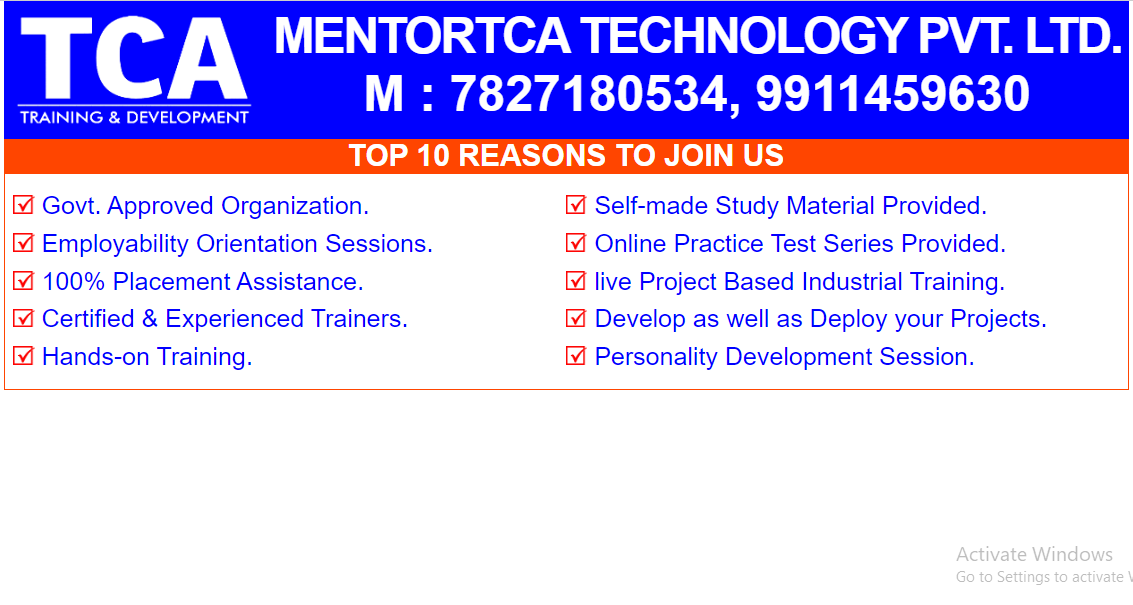 TCA
TRAINING & DEVELOPMENT
MENTORTCA TECHNOLOGY PVT. LTD.
M : 7827180534, 9911459630
TOP 10 REASONS TO JOIN US
Govt. Approved Organization.
Employability Orientation Sessions.
100% Placement Assistance.
Certified & Experienced Trainers.
Hands-on Training.
Self-made Study Material Provided.
Online Practice Test Series Provided.
live Project Based Industrial Training.
Develop as well as Deploy your Projects.
Personality Development Session.
Activate Windows
Go to Settings to activate W